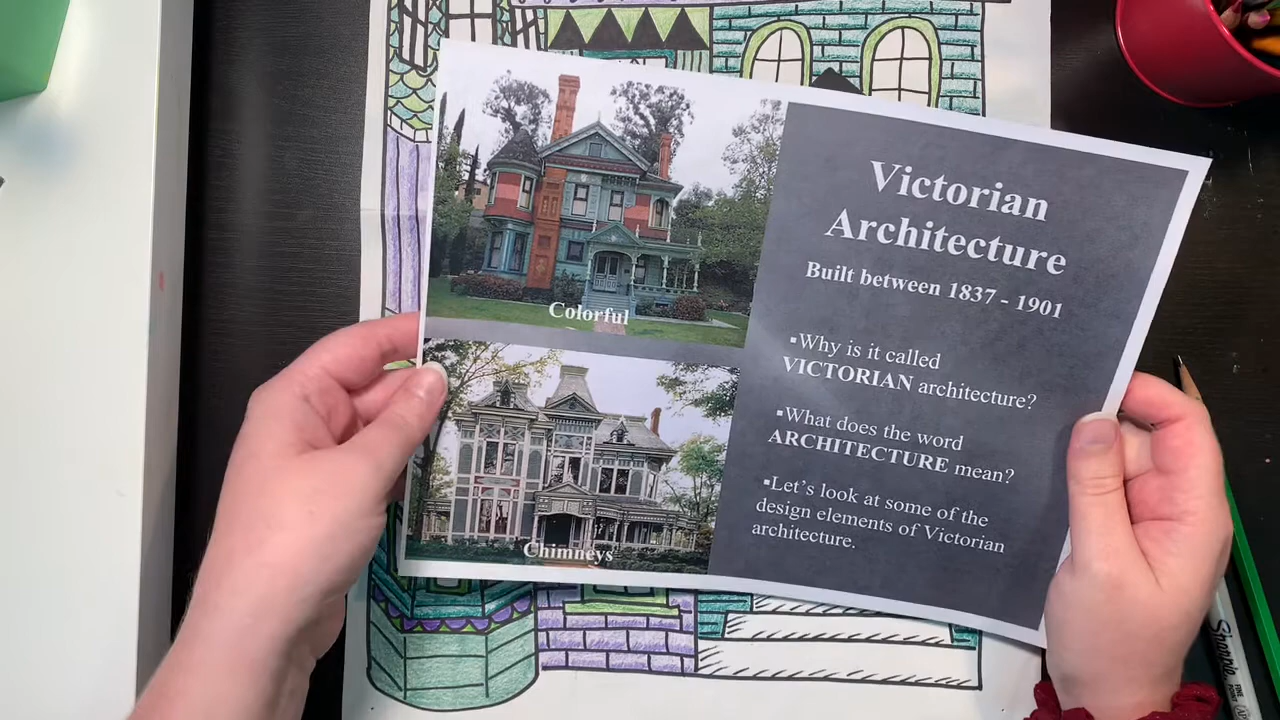 Victorian
Architecture
Built between 1837 - 1901
▪Why is it called
VICTORIAN architecture?
▪What does the word
ARCHITECTURE mean?
▪Let's look at some of the
design elements of Victorian
architecture.
Colorful
Chimneys
Sharpie
FINE